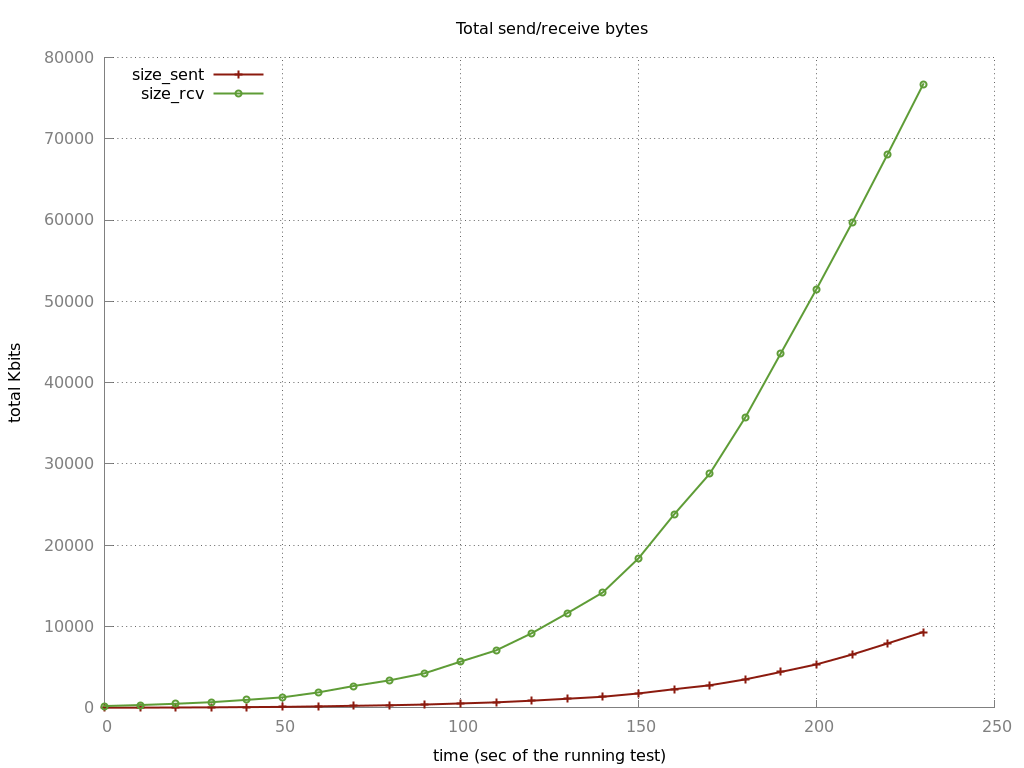 Total send/receive bytes
80000
size_sent
size_rcv
70000
60000
50000
40000
total Kbits
30000
20000
10000
0
0 50 100 150 200 250
time (sec of the running test)